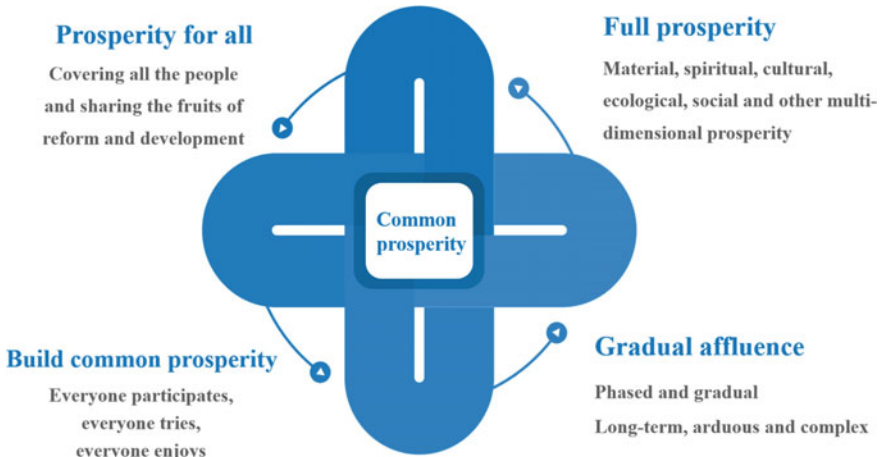 Prosperity for all
Covering all the people
and sharing the fruits of
reform and development
Full prosperity
Material, spiritual, cultural,
ecological, social and other multi-
dimensional prosperity
Common
prosperity
Build common prosperity
Everyone participates,
everyone tries,
everyone enjoys
Gradual affluence
Phased and gradual
Long-term, arduous and complex